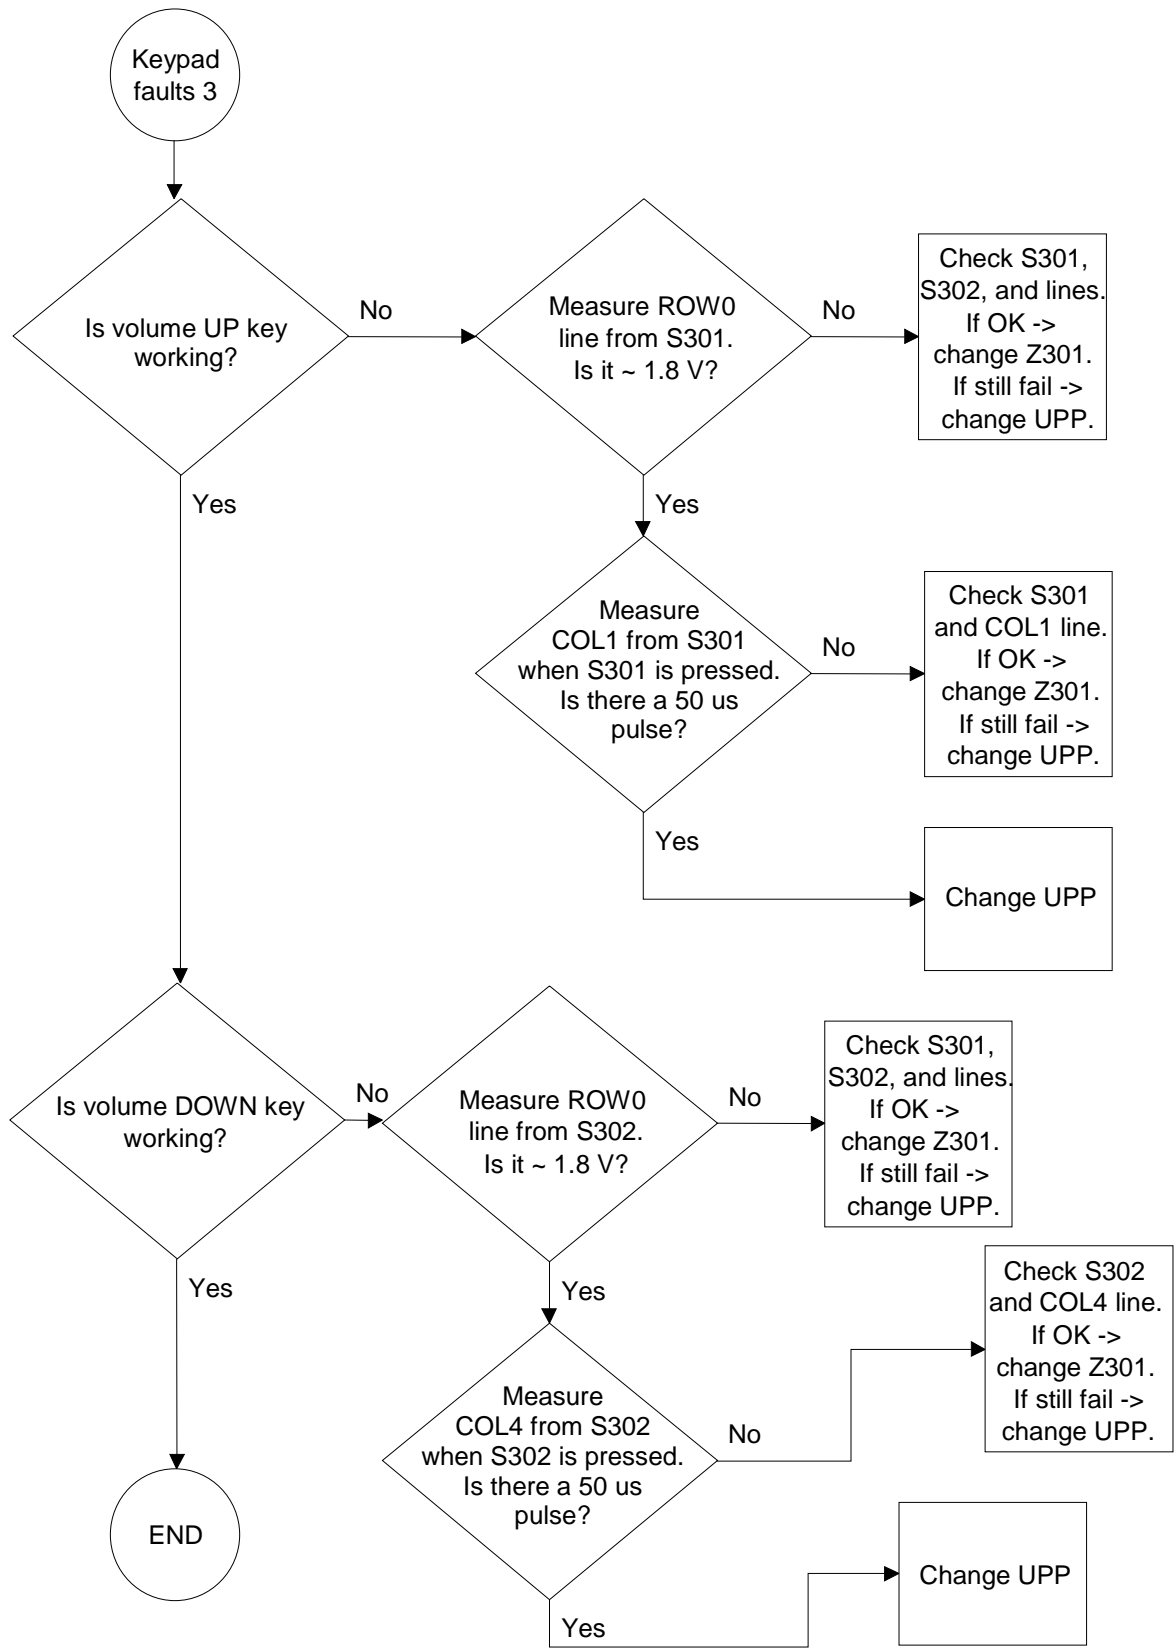 Keypad
faults 3
Is volume UP key
working?
No
Measure ROW0
line from S301.
Is it ~ 1.8 V?
No
Check S301,
S302, and lines.
If OK ->
change Z301.
If still fail ->
change UPP.
Yes
Yes
Measure
COL1 from S301
when S301 is pressed.
Is there a 50 us
pulse?
No
Check S301
and COL1 line.
If OK ->
change Z301.
If still fail ->
change UPP.
Yes
Change UPP
Is volume DOWN key
working?
No
Measure ROW0
line from S302.
Is it ~ 1.8 V?
No
Check S301,
S302, and lines.
If OK ->
change Z301.
If still fail ->
change UPP.
Yes
Yes
Measure
COL4 from S302
when S302 is pressed.
Is there a 50 us
pulse?
No
Check S302
and COL4 line.
If OK ->
change Z301.
If still fail ->
change UPP.
END
Yes
Change UPP